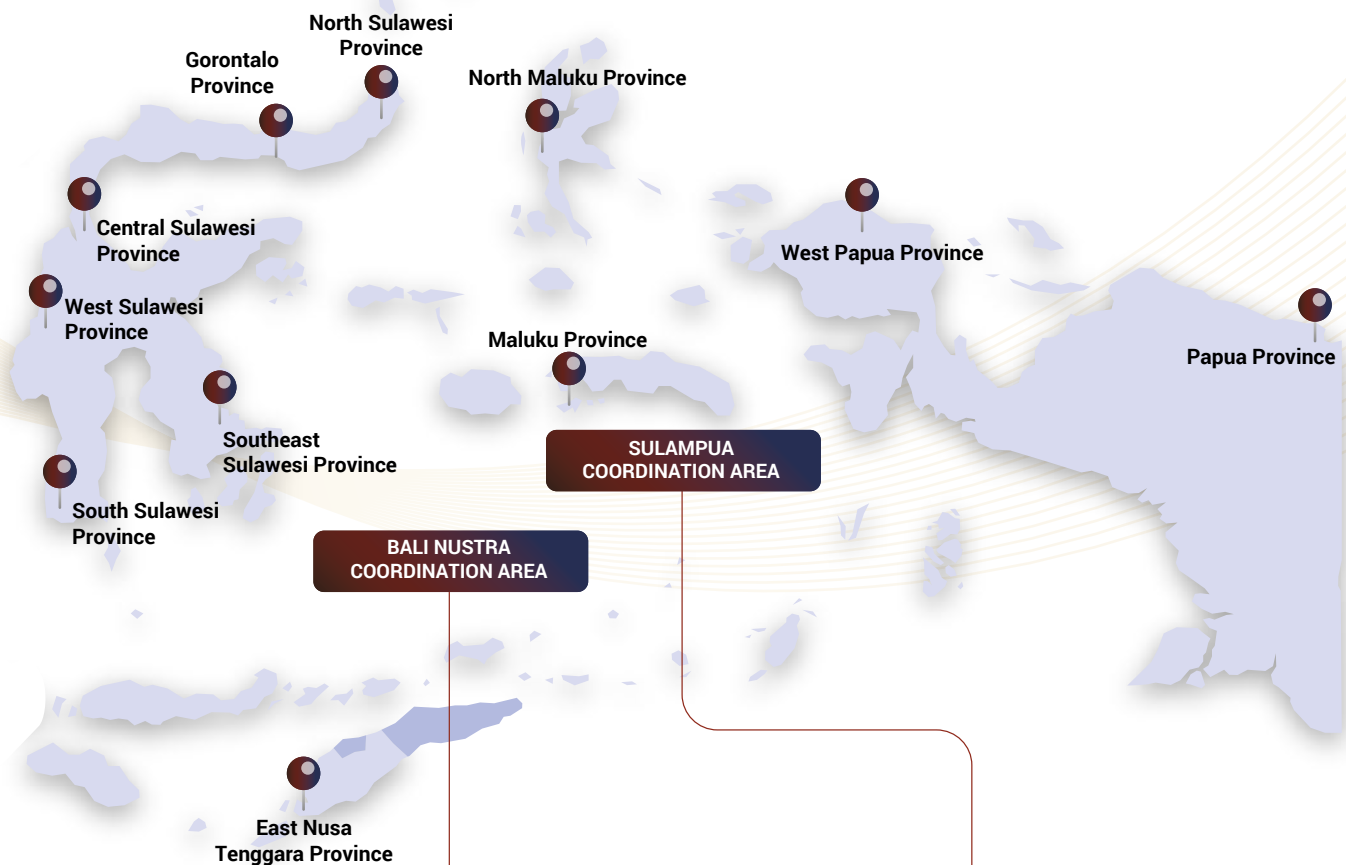 North Sulawesi
Province
Gorontalo
Province
North Maluku Province
Central Sulawesi
Province
West Papua Province
West Sulawesi
Province
Maluku Province
Papua Province
Southeast
Sulawesi Province
SULAMPUA
COORDINATION AREA
South Sulawesi
Province
BALI NUSTRA
COORDINATION AREA
East Nusa
Tenggara Province